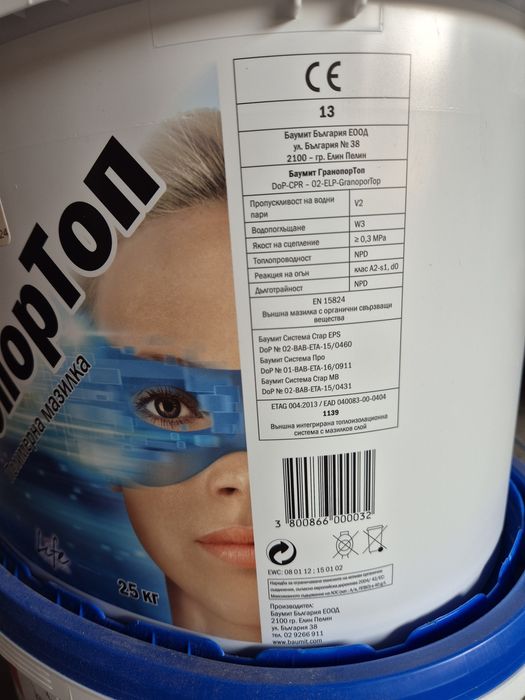 CE
13
Баумит България ЕООД
ул. България № 38
2100 – гр. Елин Пелин
Баумит ГранопорТоп
DoP-CPR – 02-ELP-GranoporTop
Пропускливост на водни пари V2
Водопоглъщане W3
Якост на сцепление ≥ 0,3 MPa
Топлопроводност NPD
Реакция на огън клас A2-s1, d0
Дълготрайност NPD
EN 15824
Външна мазилка с органични свързващи
вещества
Баумит Система Стар EPS
DoP № 02-BAB-ETA-15/0460
Баумит Система Про
DoP № 01-BAB-ETA-16/0911
Баумит Система Стар MB
DoP № 02-BAB-ETA-15/0431
ETAG 004:2013 / EAD 040083-00-0404
1139
Външна интегрирана топлоизолационна
система с мазилков слой
3 800866 000032
EWC: 08 01 12 ; 15 01 02
Производител:
Баумит България ЕООД
2100 гр. Елин Пелин
ул. България 38
тел. 02 9266 911
www.baumit.com
порТоп
мазилка
Life
25 кг
24